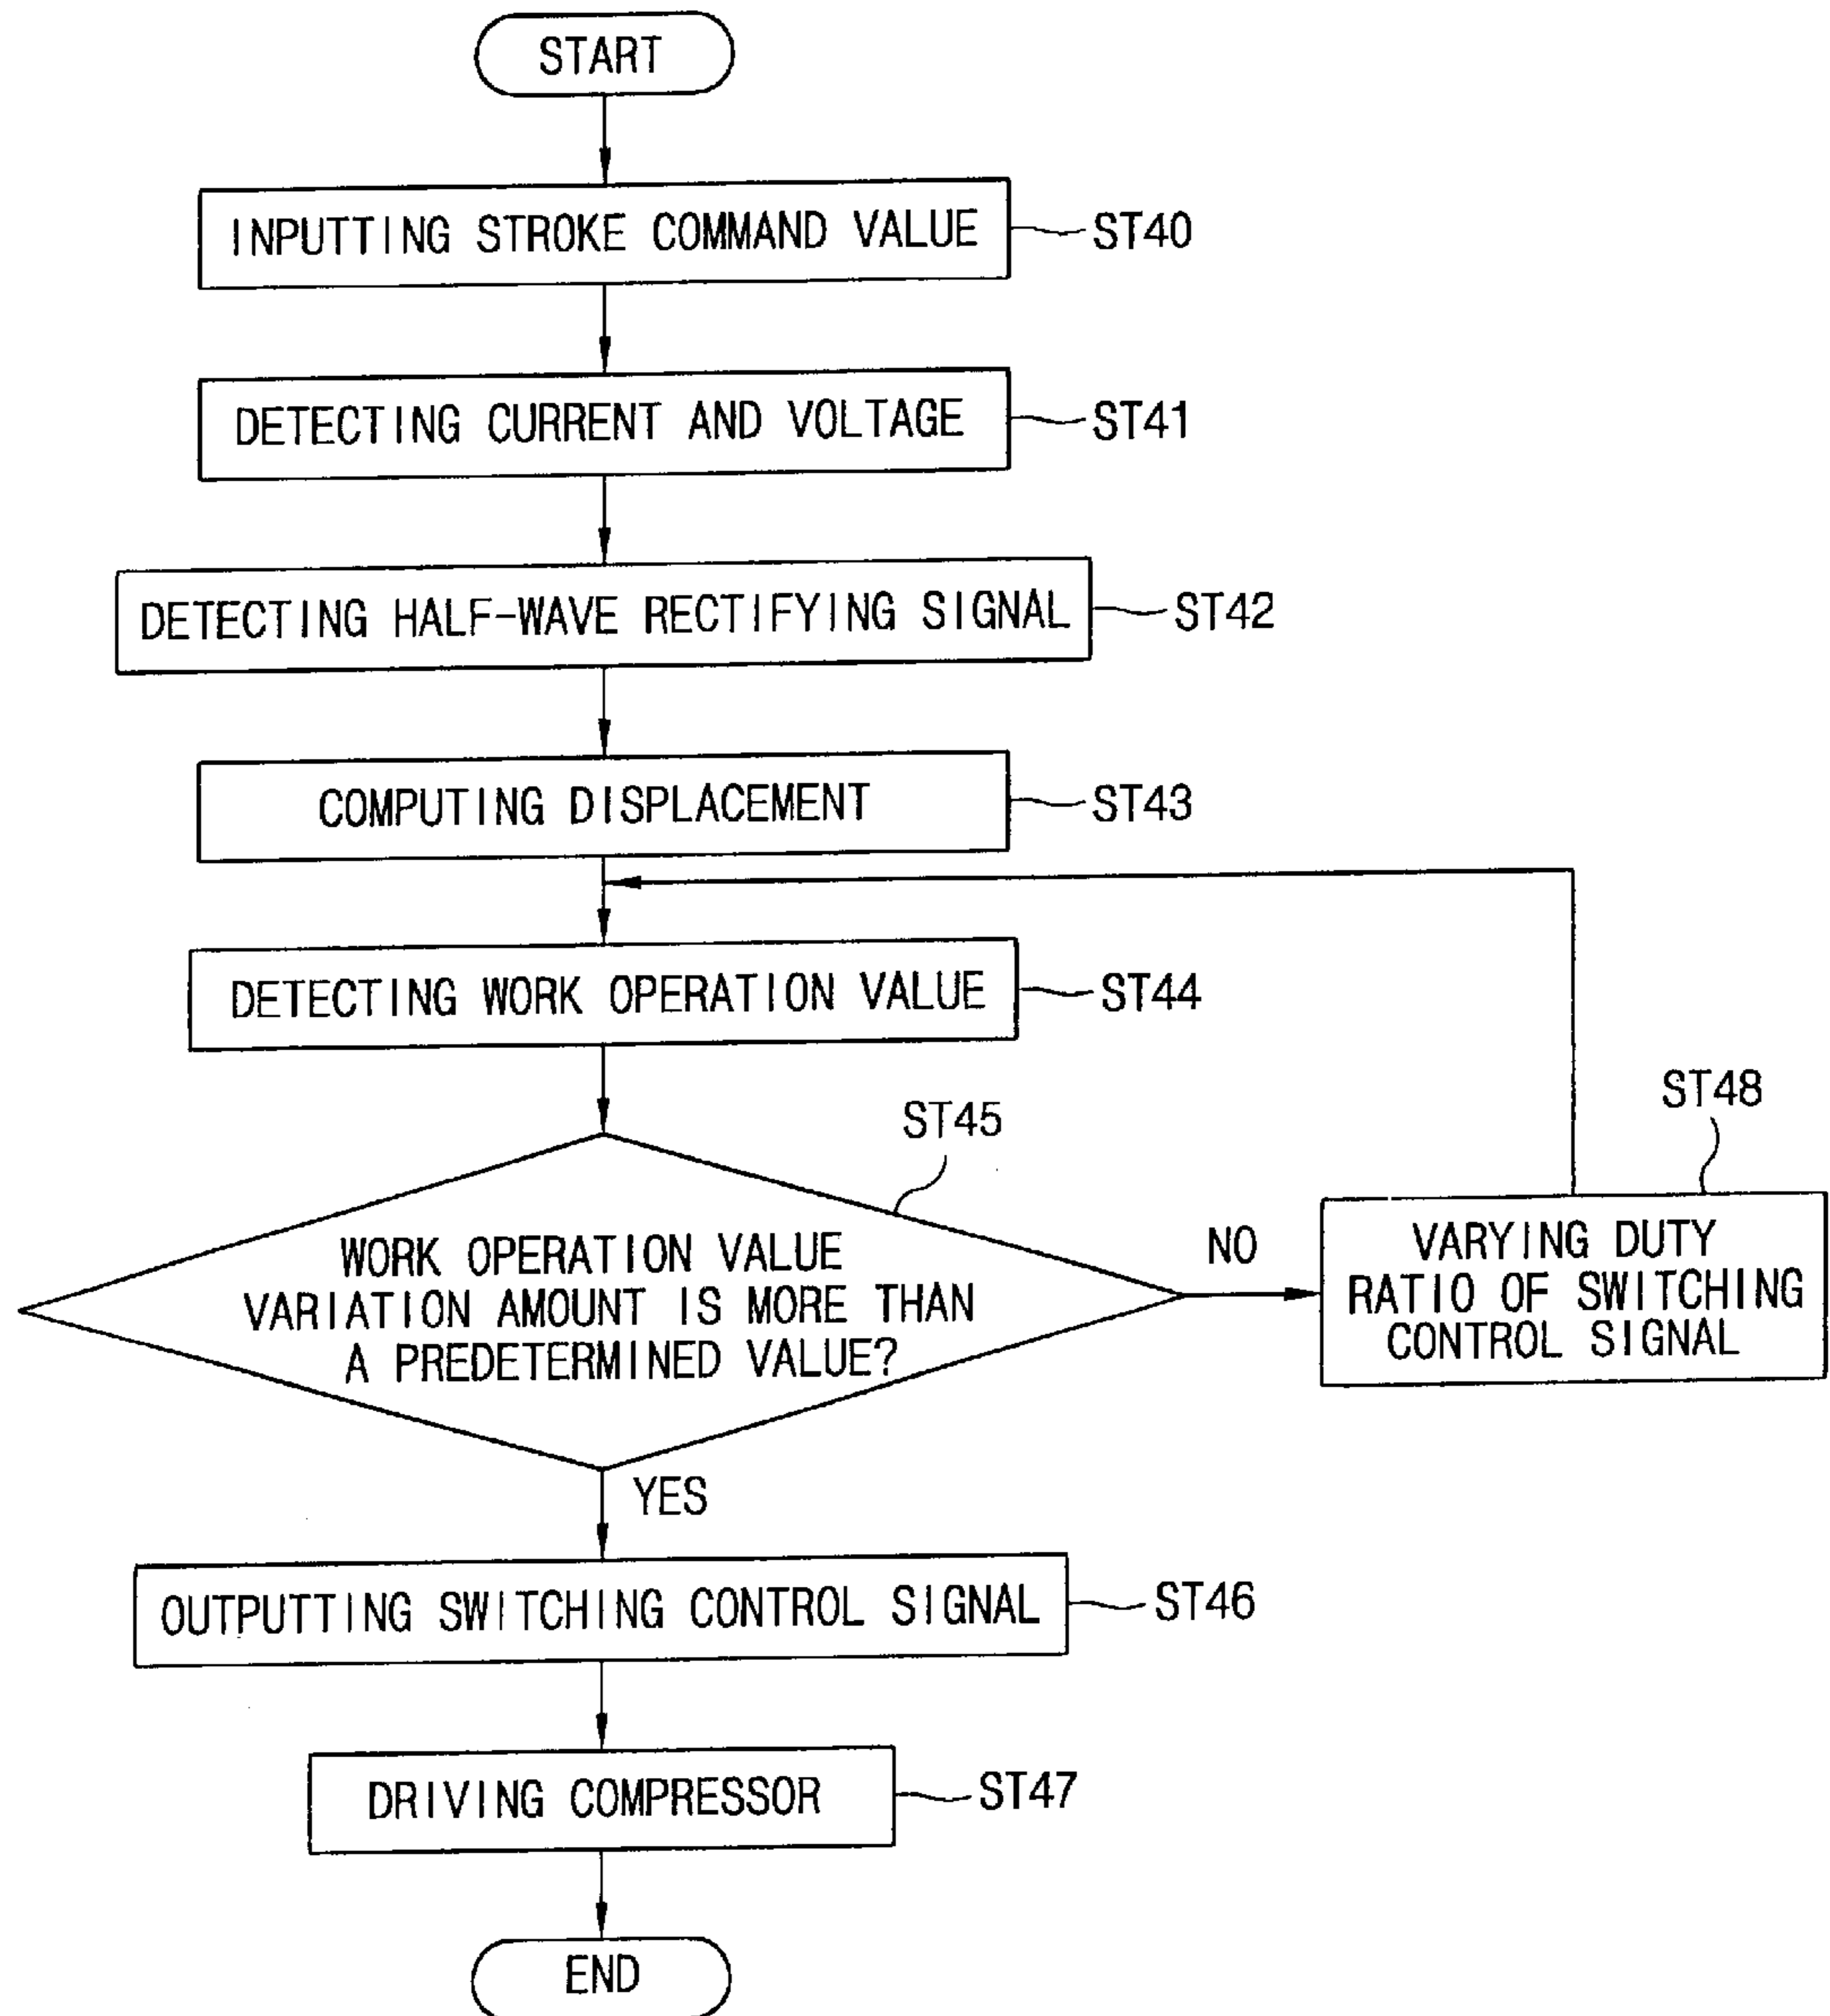 START
INPUTTING STROKE COMMAND VALUE
ST40
DETECTING CURRENT AND VOLTAGE
ST41
DETECTING HALF-WAVE RECTIFYING SIGNAL
ST42
COMPUTING DISPLACEMENT
ST43
DETECTING WORK OPERATION VALUE
ST44
ST45
WORK OPERATION VALUE
VARIATION AMOUNT IS MORE THAN
A PREDETERMINED VALUE?
NO
ST48
VARYING DUTY
RATIO OF SWITCHING
CONTROL SIGNAL
YES
OUTPUTTING SWITCHING CONTROL SIGNAL
ST46
DRIVING COMPRESSOR
ST47
END